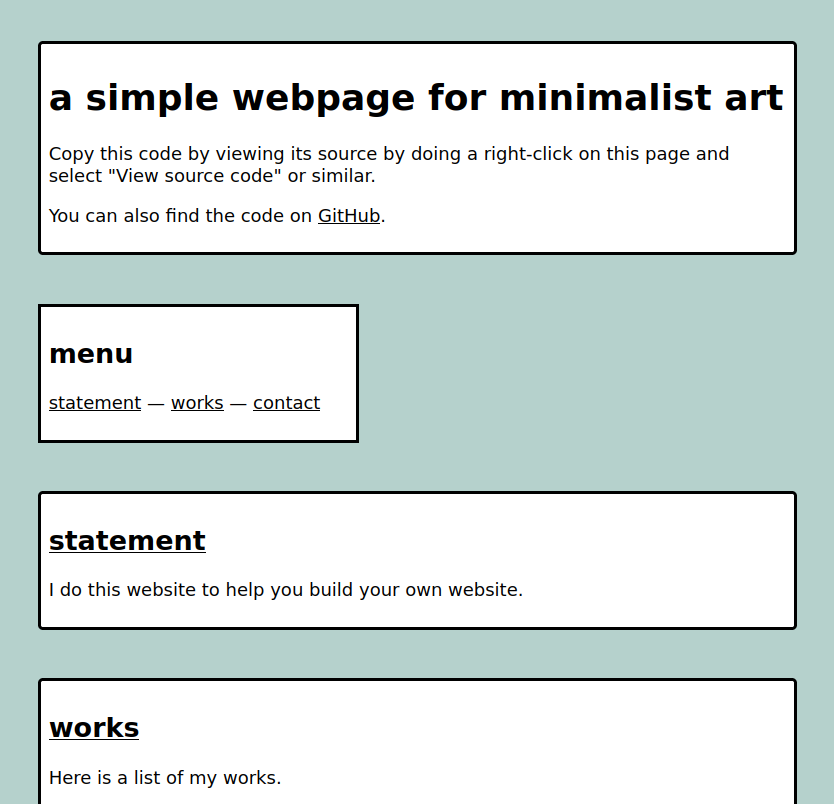 a simple webpage for minimalist art
Copy this code by viewing its source by doing a right-click on this page and
select "View source code" or similar.
You can also find the code on GitHub.
menu
statement — works — contact
statement
I do this website to help you build your own website.
works
Here is a list of my works.